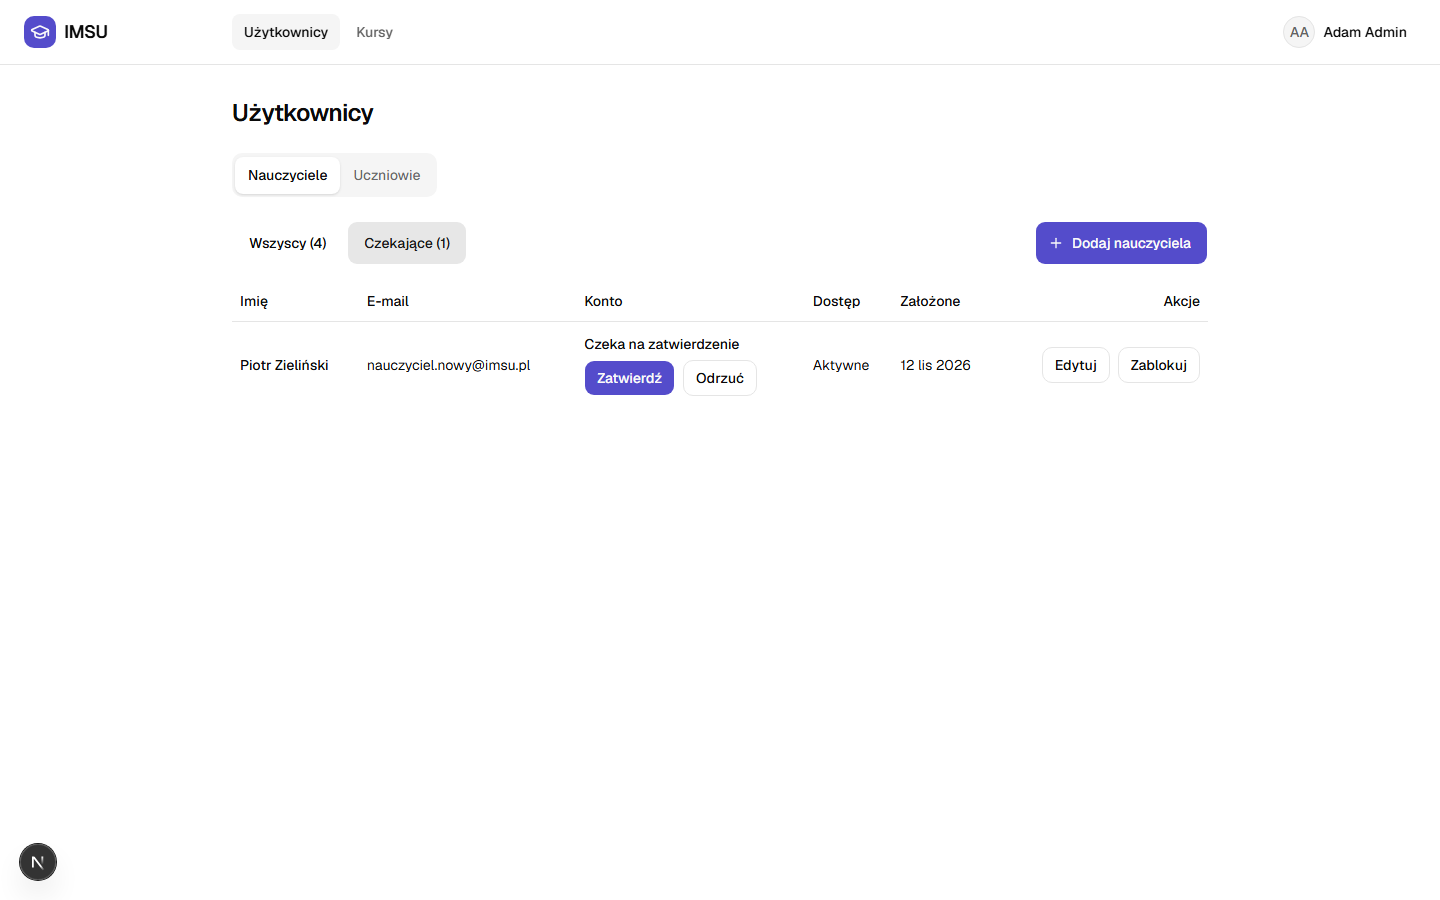 IMSU
Użytkownicy
Kursy
AA
Adam Admin
Użytkownicy
Nauczyciele
Uczniowie
Wszyscy (4)
Czekające (1)
+ Dodaj nauczyciela
Imię
E-mail
Konto
Dostęp
Założone
Akcje
Piotr Zieliński
nauczyciel.nowy@imsu.pl
Czeka na zatwierdzenie
Zatwierdź
Odrzuć
Aktywne
12 lis 2026
Edytuj
Zablokuj
N